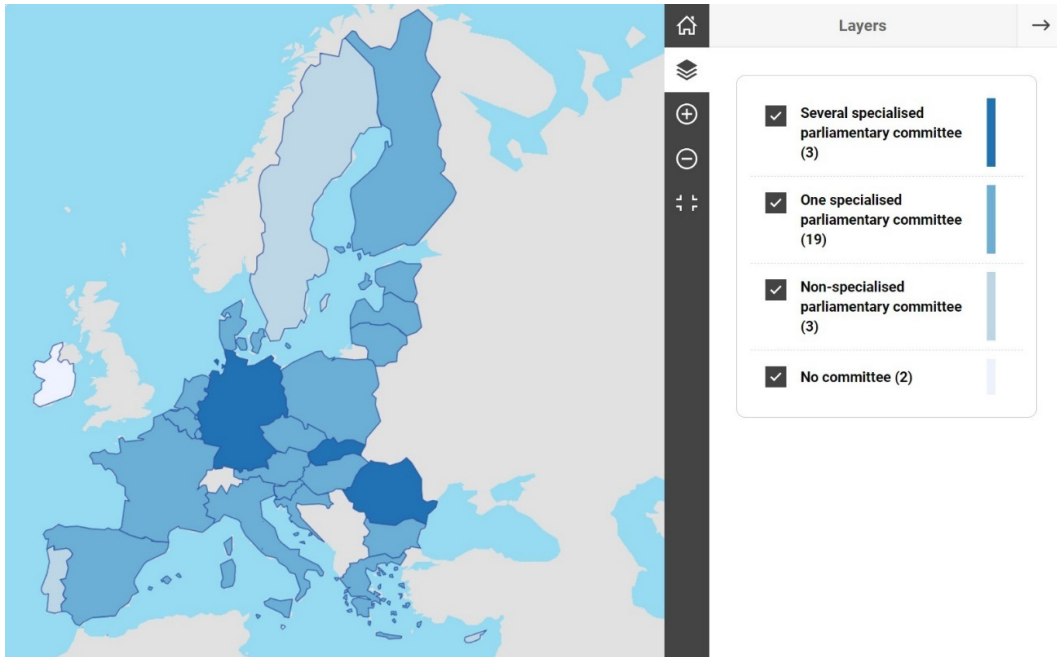 Layers
Several specialised
parliamentary committee
(3)
One specialised
parliamentary committee
(19)
Non-specialised
parliamentary committee
(3)
No committee (2)